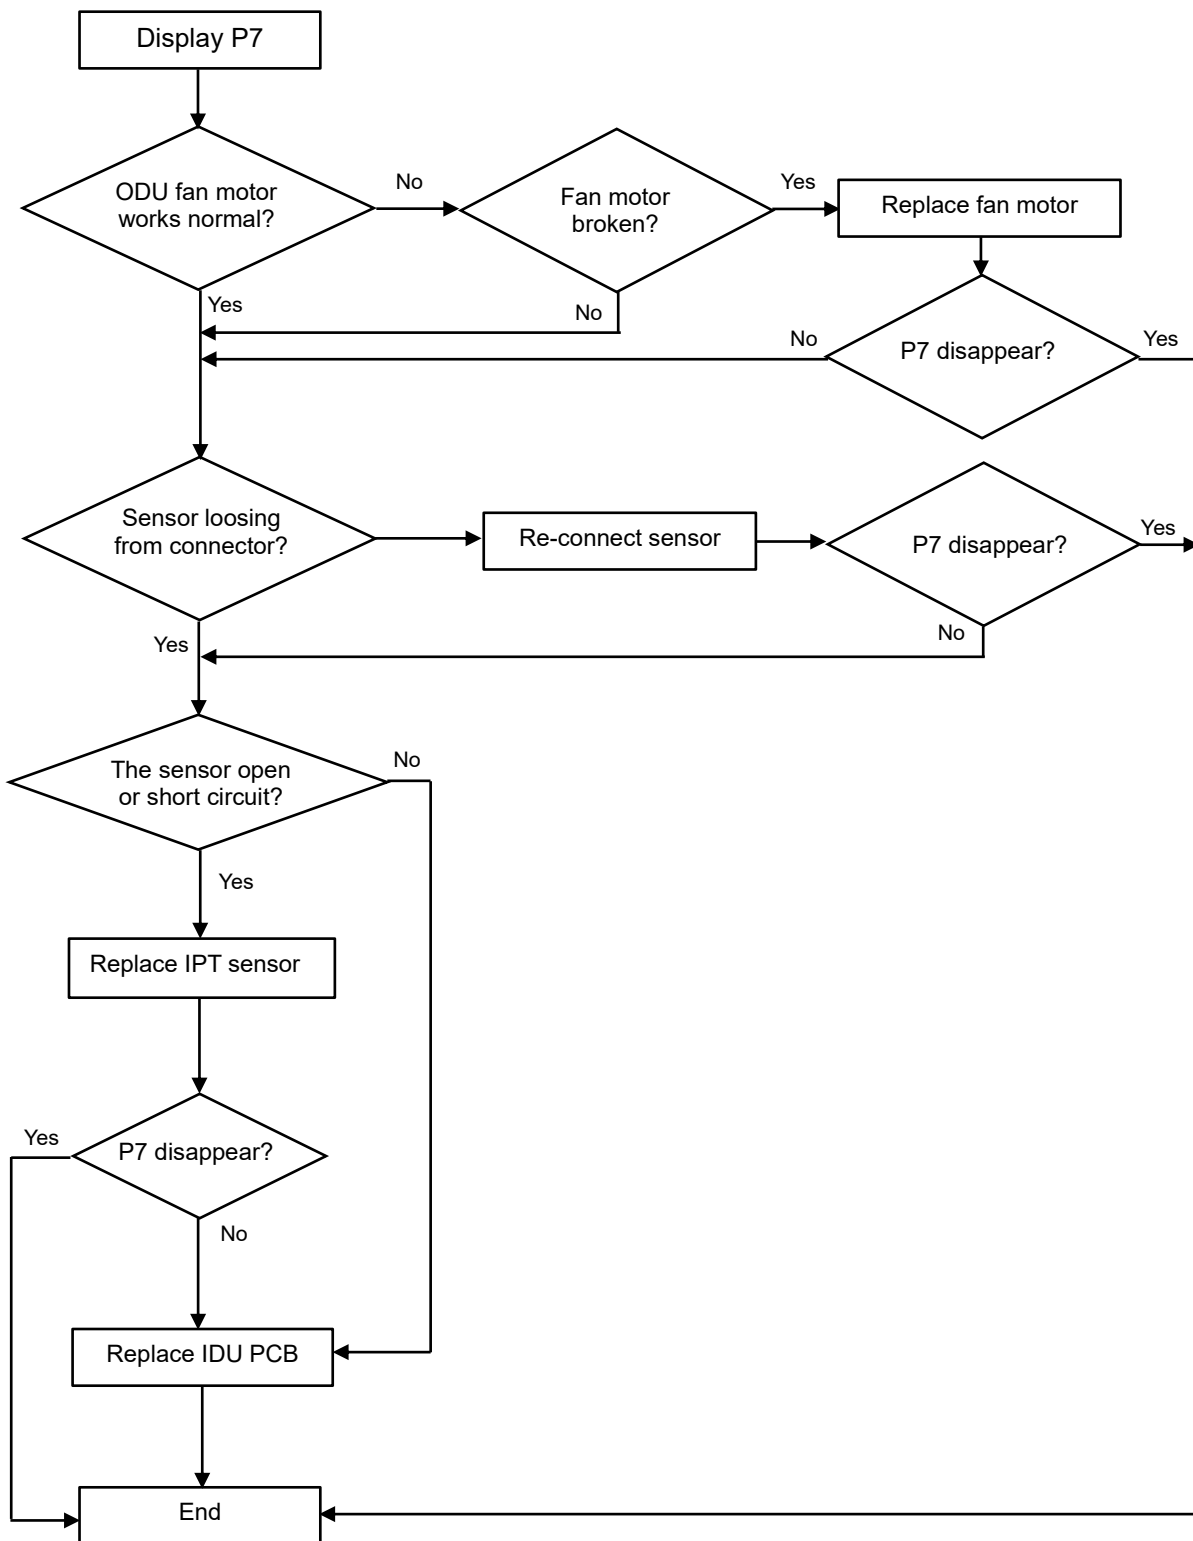 Display P7
ODU fan motor
works normal?
No
Fan motor
broken?
Yes
Replace fan motor
Yes
No
No
P7 disappear?
Yes
Sensor loosing
from connector?
Re-connect sensor
P7 disappear?
Yes
Yes
No
The sensor open
or short circuit?
No
Yes
Replace IPT sensor
Yes
P7 disappear?
No
Replace IDU PCB
End